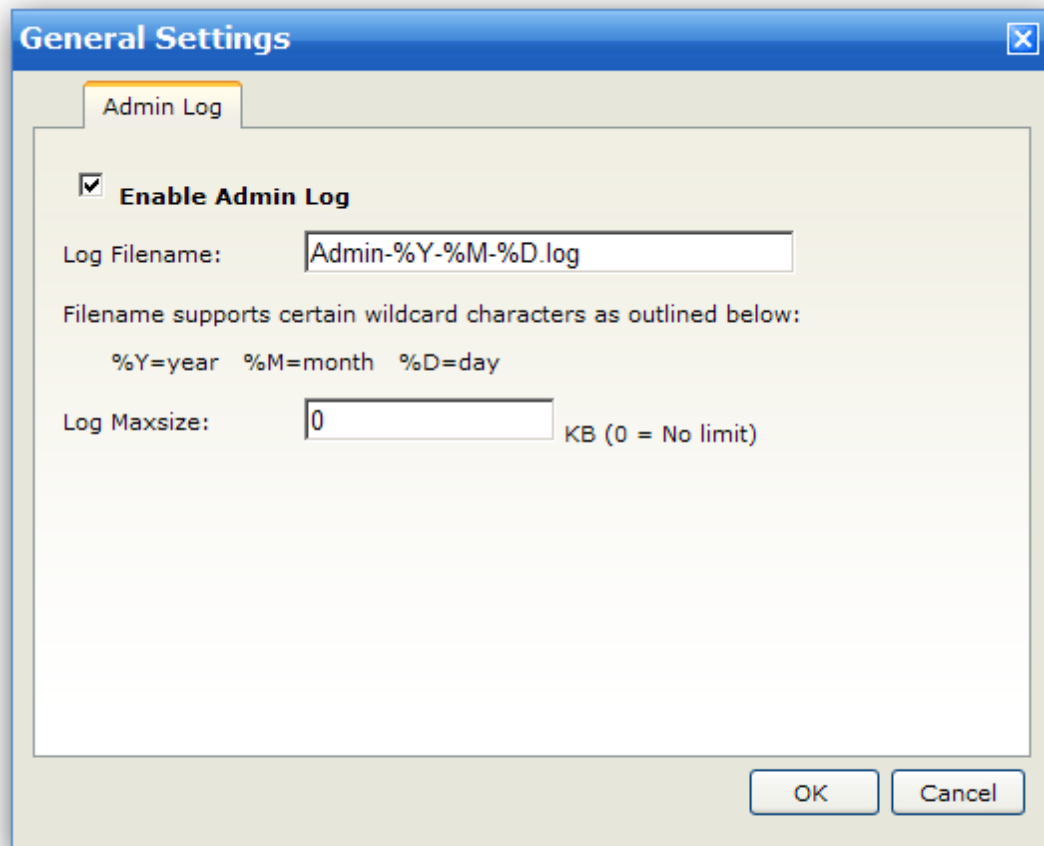 General Settings
Admin Log
Enable Admin Log
Log Filename: Admin-%Y-%M-%D.log
Filename supports certain wildcard characters as outlined below:
%Y=year %M=month %D=day
Log Maxsize: 0 KB (0 = No limit)
OK Cancel